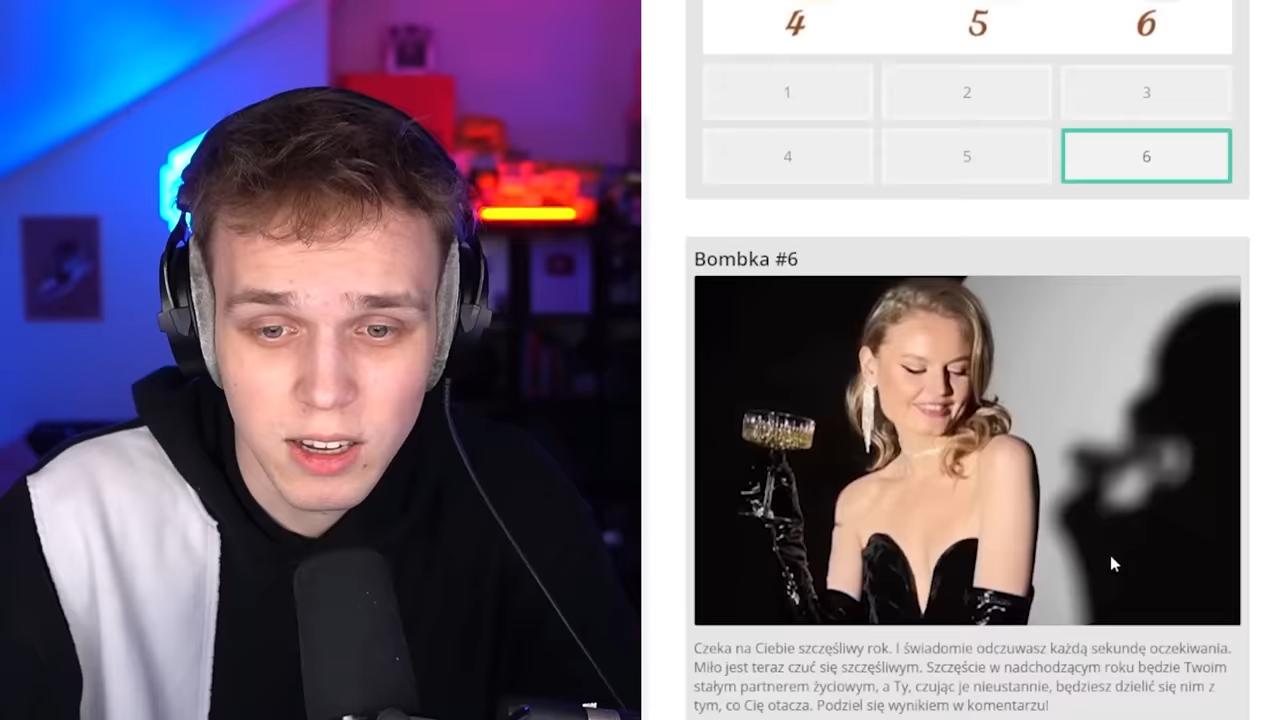 4 5 6
1 2 3
4 5 6
Bombka #6
Czeka na Ciebie szczęśliwy rok. I świadomie odczuwasz każdą sekundę oczekiwania.
Miło jest teraz czuć się szczęśliwym. Szczęście w nadchodzącym roku będzie Twoim
stałym partnerem życiowym, a Ty, czując je nieustannie, będziesz dzielić się nim z
tym, co Cię otacza. Podziel się wynikiem w komentarzu!